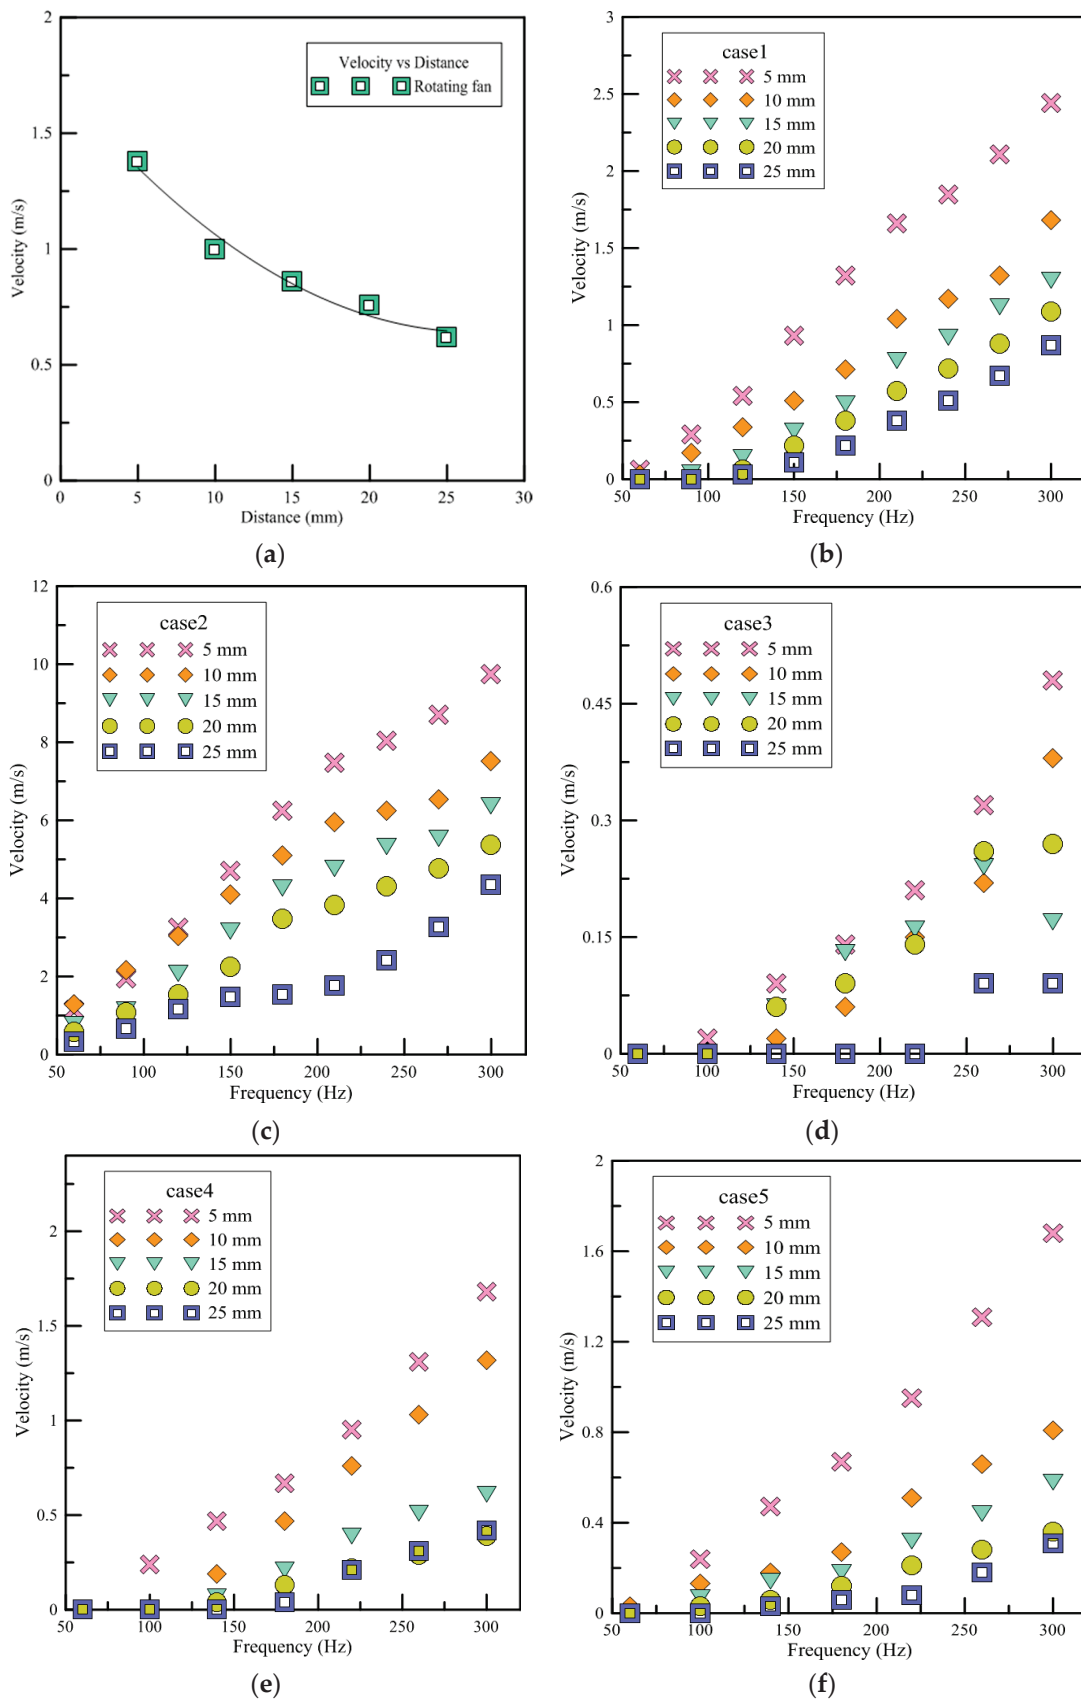 2
1.5
1
0.5
0
0 5 10 15 20 25 30
Velocity (m/s)
Distance (mm)
Velocity vs Distance
Rotating fan
(a)
3
2.5
2
1.5
1
0.5
0
50 100 150 200 250 300
Velocity (m/s)
Frequency (Hz)
case1
5 mm
10 mm
15 mm
20 mm
25 mm
(b)
12
10
8
6
4
2
0
50 100 150 200 250 300
Velocity (m/s)
Frequency (Hz)
case2
5 mm
10 mm
15 mm
20 mm
25 mm
(c)
0.6
0.45
0.3
0.15
0
50 100 150 200 250 300
Velocity (m/s)
Frequency (Hz)
case3
5 mm
10 mm
15 mm
20 mm
25 mm
(d)
2
1.5
1
0.5
0
50 100 150 200 250 300
Velocity (m/s)
Frequency (Hz)
case4
5 mm
10 mm
15 mm
20 mm
25 mm
(e)
2
1.6
1.2
0.8
0.4
0
50 100 150 200 250 300
Velocity (m/s)
Frequency (Hz)
case5
5 mm
10 mm
15 mm
20 mm
25 mm
(f)